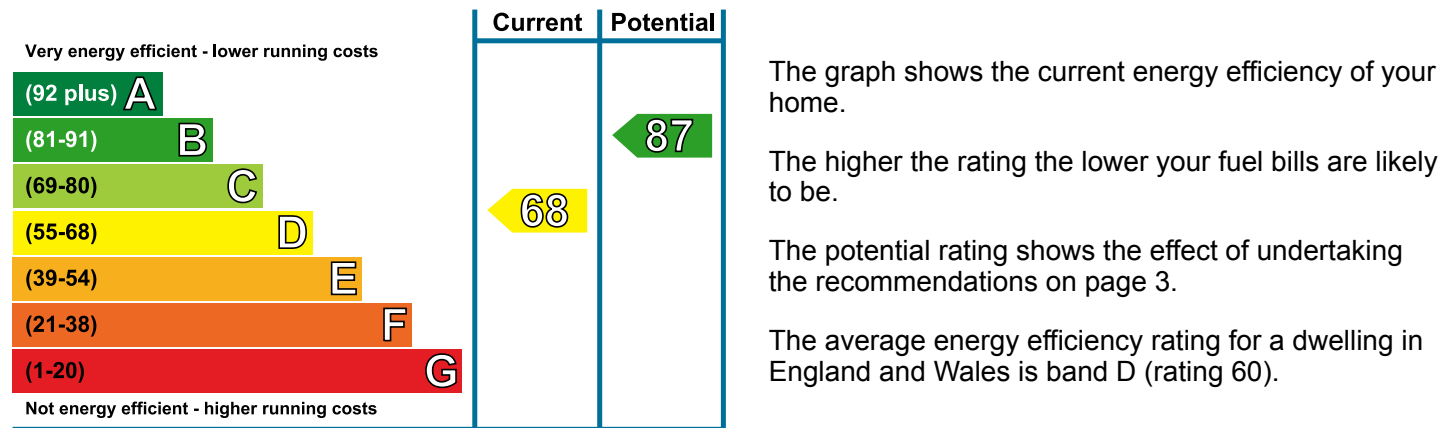 Current Potential
Very energy efficient - lower running costs
(92 plus) A
(81-91) B
87
(69-80) C
68
(55-68) D
(39-54) E
(21-38) F
(1-20) G
Not energy efficient - higher running costs
The graph shows the current energy efficiency of your
home.
The higher the rating the lower your fuel bills are likely
to be.
The potential rating shows the effect of undertaking
the recommendations on page 3.
The average energy efficiency rating for a dwelling in
England and Wales is band D (rating 60).